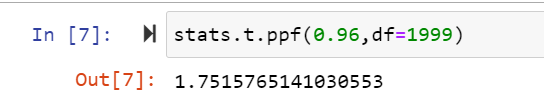 In [7]: stats.t.ppf(0.96,df=1999)
Out[7]: 1.7515765141030553